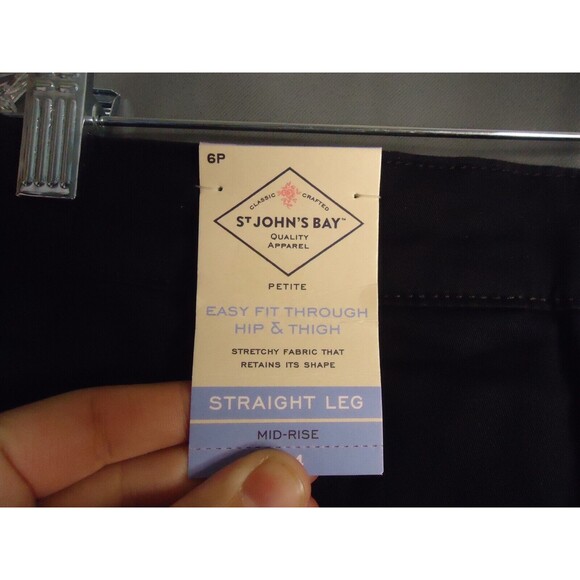 6P
CLASSIC CRAFTED
ST JOHN'S BAY™
QUALITY
APPAREL
PETITE
EASY FIT THROUGH
HIP & THIGH
STRETCHY FABRIC THAT
RETAINS ITS SHAPE
STRAIGHT LEG
MID-RISE